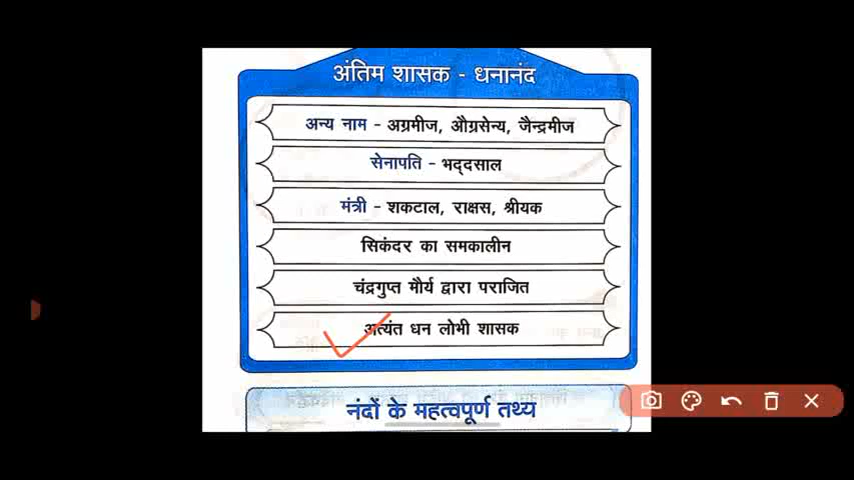 अंतिम शासक - धनानंद
अन्य नाम - अग्रमीज, औग्रसेन्य, जैन्द्रमीज
सेनापति - भद्दसाल
मंत्री - शकटाल, राक्षस, श्रीयक
सिकंदर का समकालीन
चंद्रगुप्त मौर्य द्वारा पराजित
अत्यंत धन लोभी शासक
नंदों के महत्वपूर्ण तथ्य